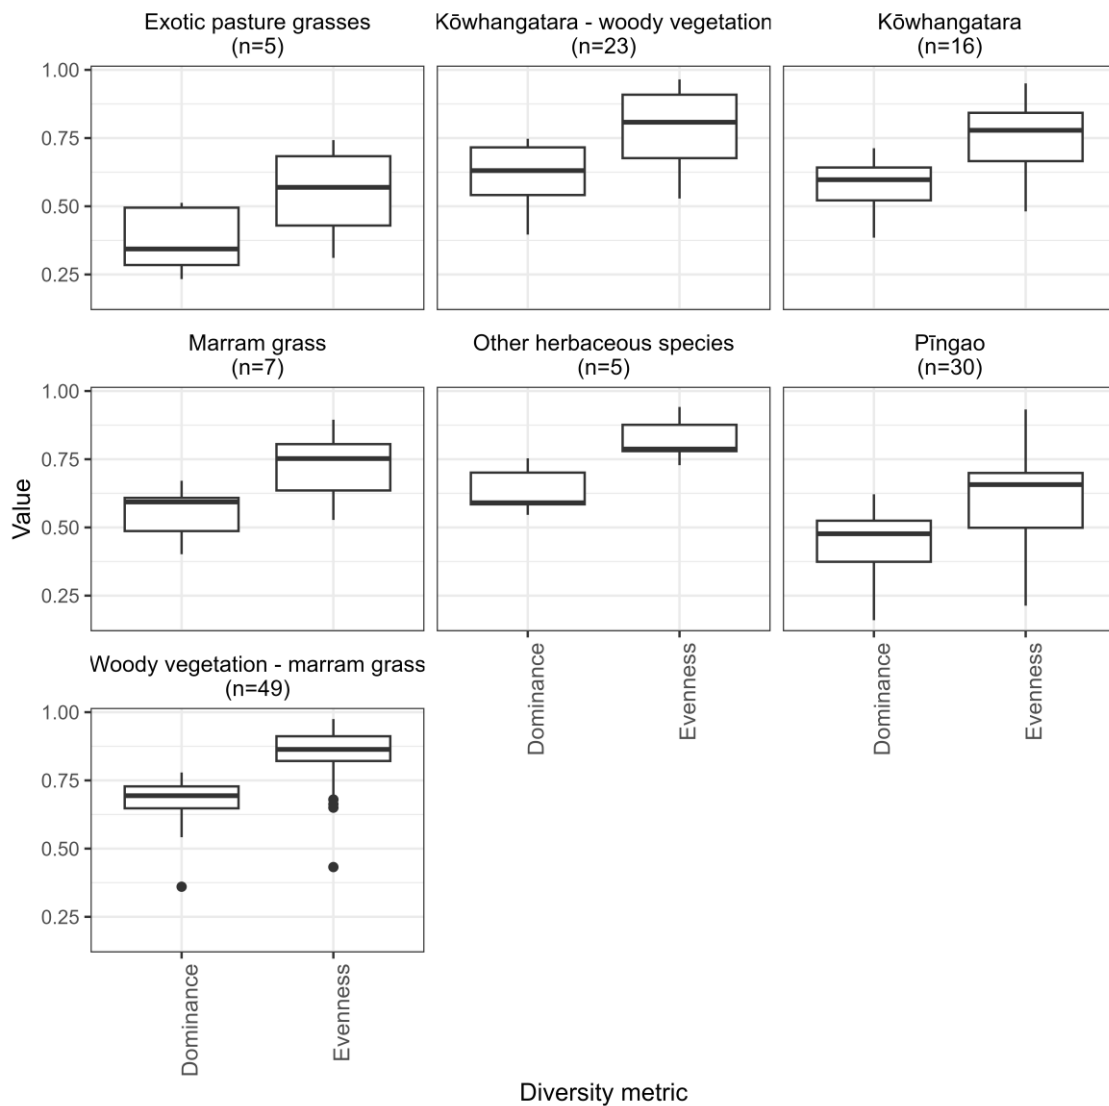 Exotic pasture grasses
(n=5)
Kōwhangatara - woody vegetation
(n=23)
Kōwhangatara
(n=16)
1.00
0.75
0.50
0.25
Marram grass
(n=7)
Other herbaceous species
(n=5)
Pīngao
(n=30)
1.00
0.75
0.50
0.25
Value
Dominance
Evenness
Dominance
Evenness
Woody vegetation - marram grass
(n=49)
1.00
0.75
0.50
0.25
Dominance
Evenness
Diversity metric